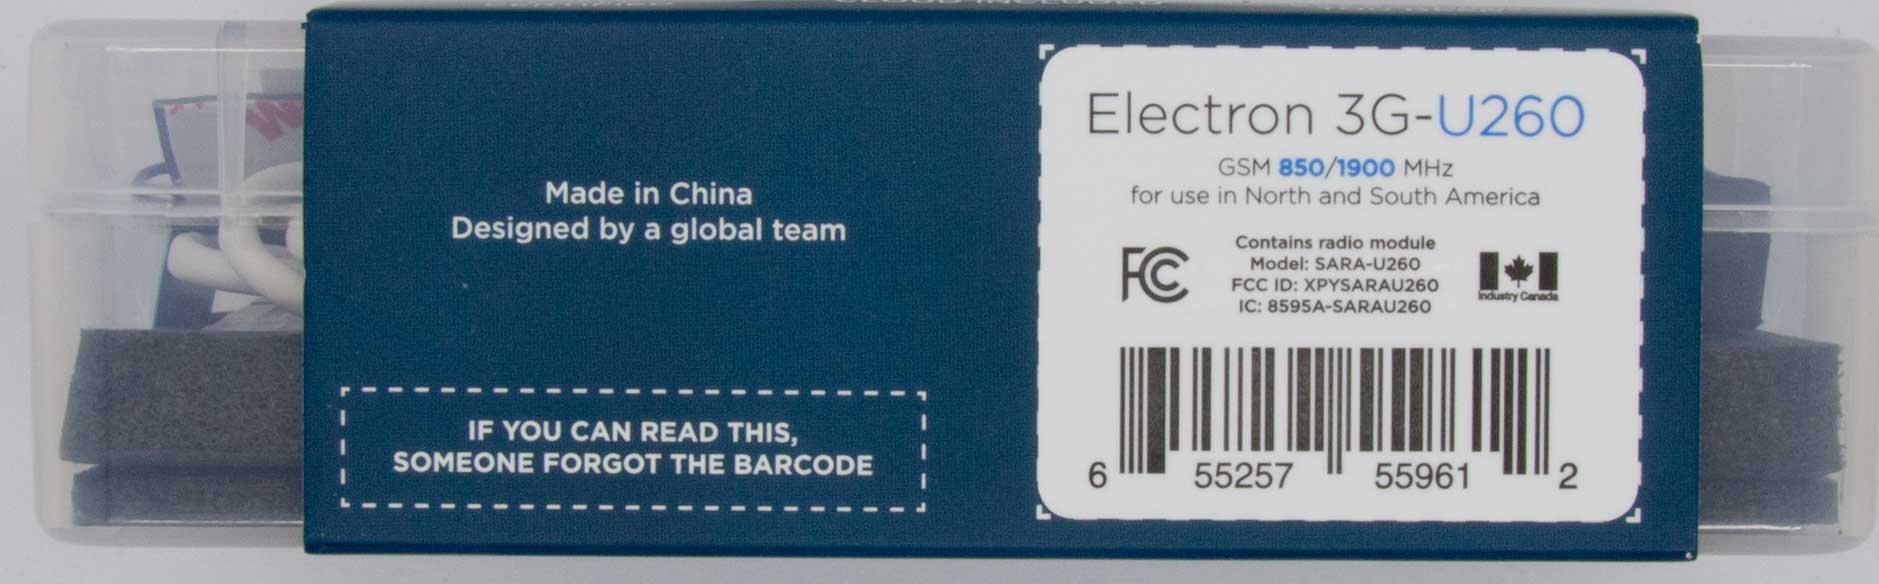 Made in China
Designed by a global team
IF YOU CAN READ THIS,
SOMEONE FORGOT THE BARCODE
Electron 3G-U260
GSM 850/1900 MHz
for use in North and South America
FC
Contains radio module
Model: SARA-U260
FCC ID: XPYSARAU260
IC: 8595A-SARAU260
Industry Canada
6 55257 55961 2